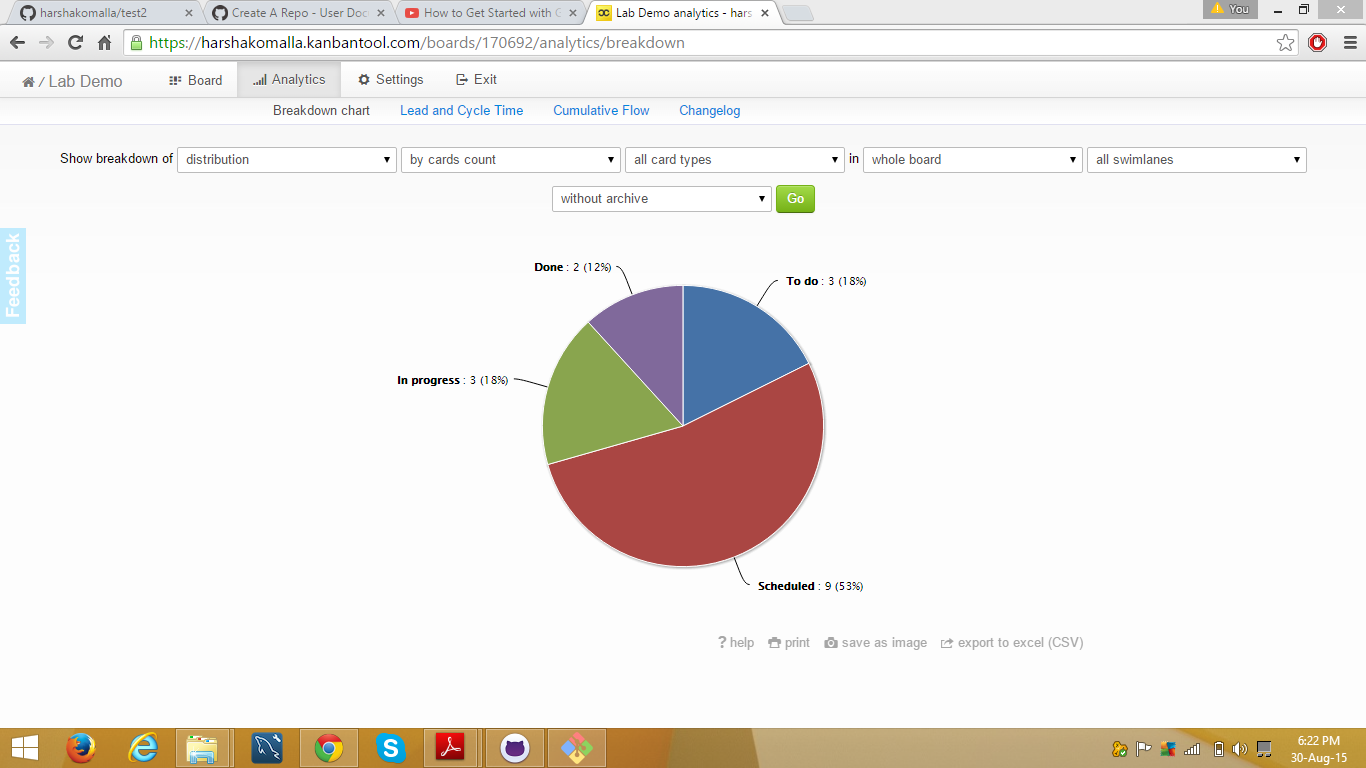 harshakomalla/test2
Create A Repo - User Doc
How to Get Started with G
Lab Demo analytics - hars
You
https://harshakomalla.kanbantool.com/boards/170692/analytics/breakdown
/ Lab Demo
Board
Analytics
Settings
Exit
Breakdown chart
Lead and Cycle Time
Cumulative Flow
Changelog
Show breakdown of
distribution
by cards count
all card types
in
whole board
all swimlanes
without archive
Go
Feedback
Done : 2 (12%)
To do : 3 (18%)
In progress : 3 (18%)
Scheduled : 9 (53%)
? help
print
save as image
export to excel (CSV)
6:22 PM
30-Aug-15